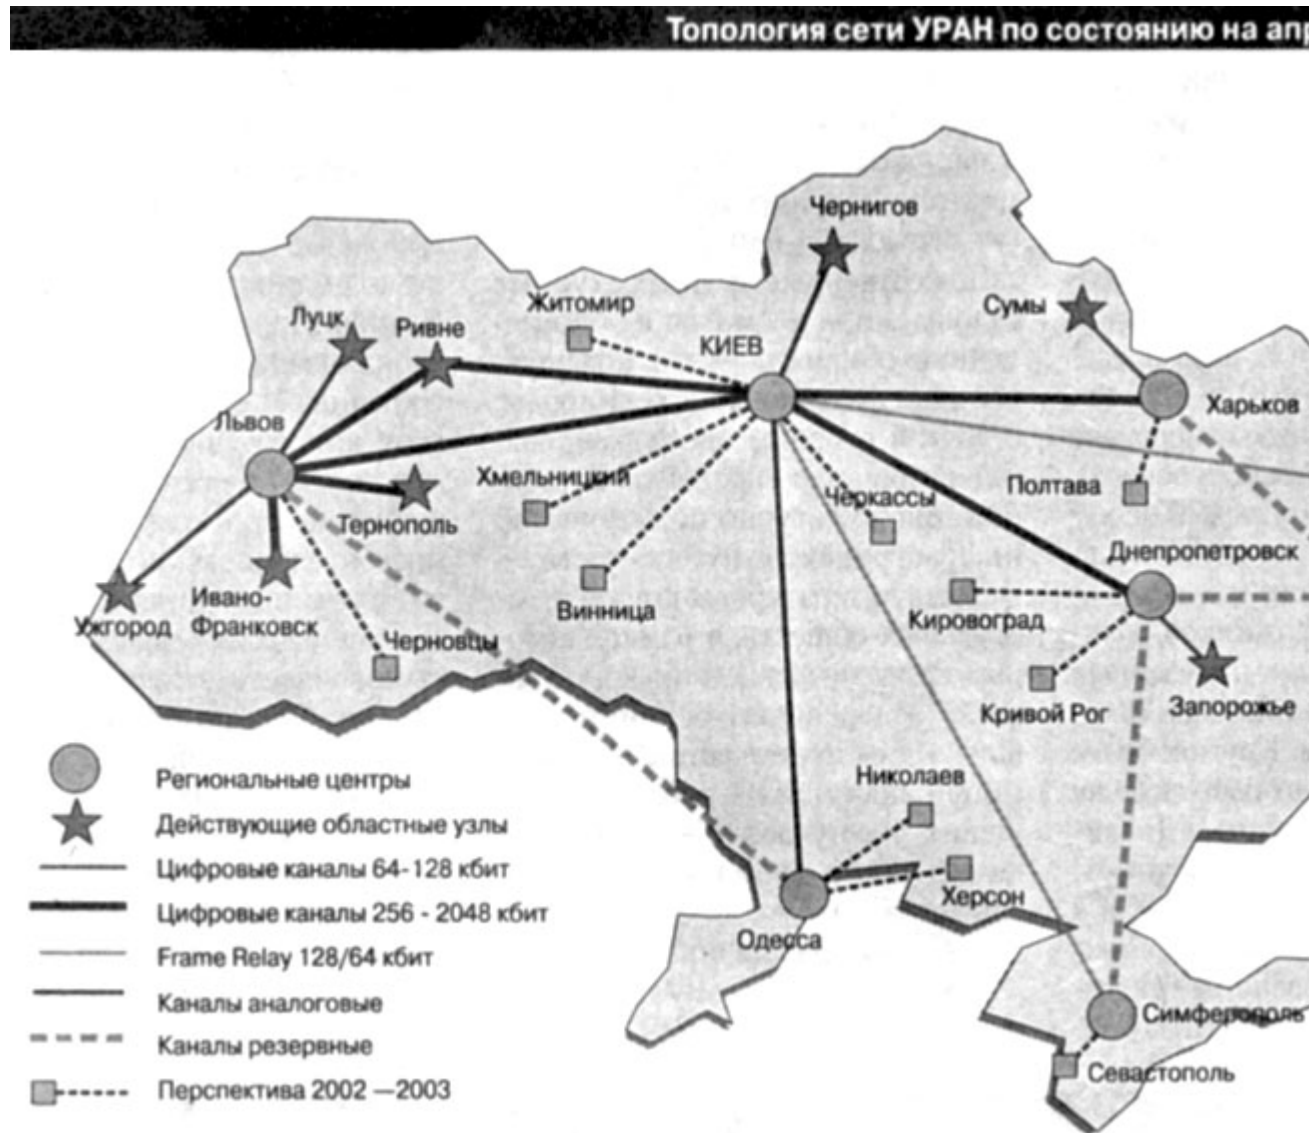 Топология сети УРАН по состоянию на апр
Чернигов
Житомир
Сумы
Луцк
Ривне
КИЕВ
Харьков
Львов
Хмельницкий
Черкассы
Полтава
Тернополь
Днепропетровск
Ужгород
Ивано-
Франковск
Винница
Кировоград
Черновцы
Кривой Рог
Запорожье
Николаев
Херсон
Одесса
Симферополь
Севастополь
Региональные центры
Действующие областные узлы
Цифровые каналы 64-128 кбит
Цифровые каналы 256 - 2048 кбит
Frame Relay 128/64 кбит
Каналы аналоговые
Каналы резервные
Перспектива 2002 —2003